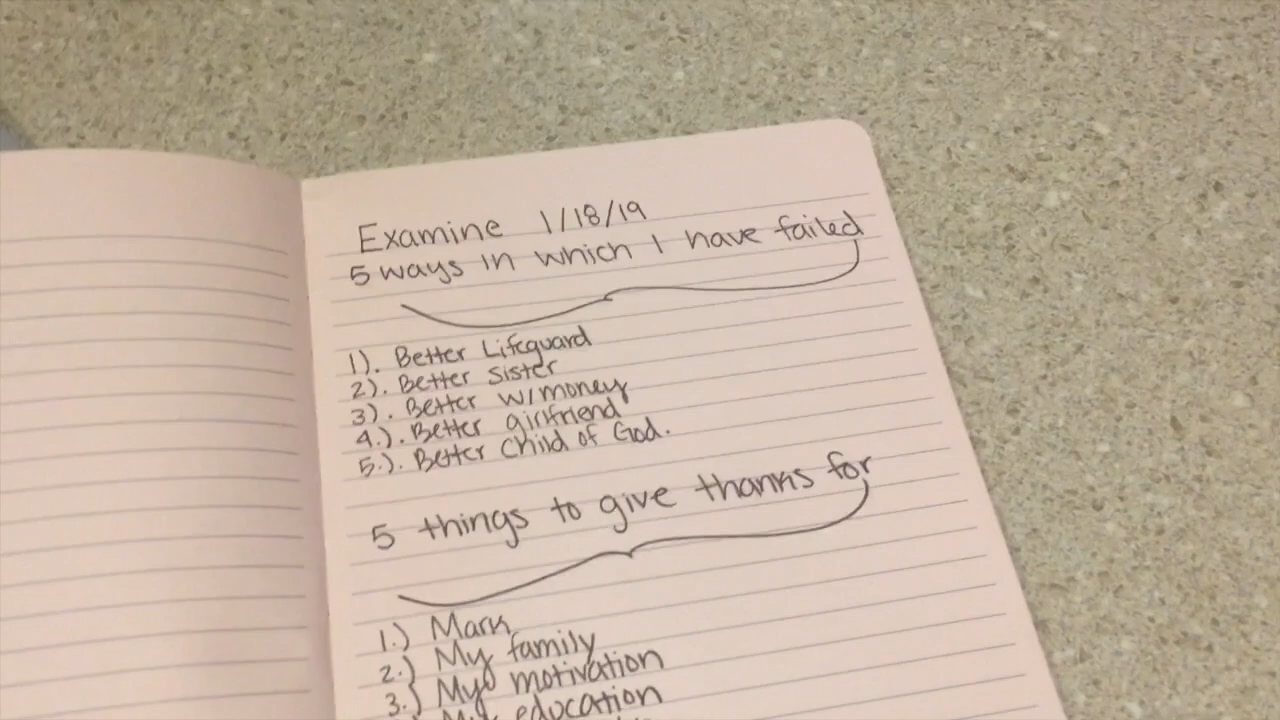 Examine 1/18/19
5 ways in which I have failed
1). Better Lifeguard
2). Better Sister
3). Better w/money
4.). Better girlfriend
5.). Better Child of God.
5 things to give thanks for
1.) Mark
2.) My family
3.) My motivation
My education